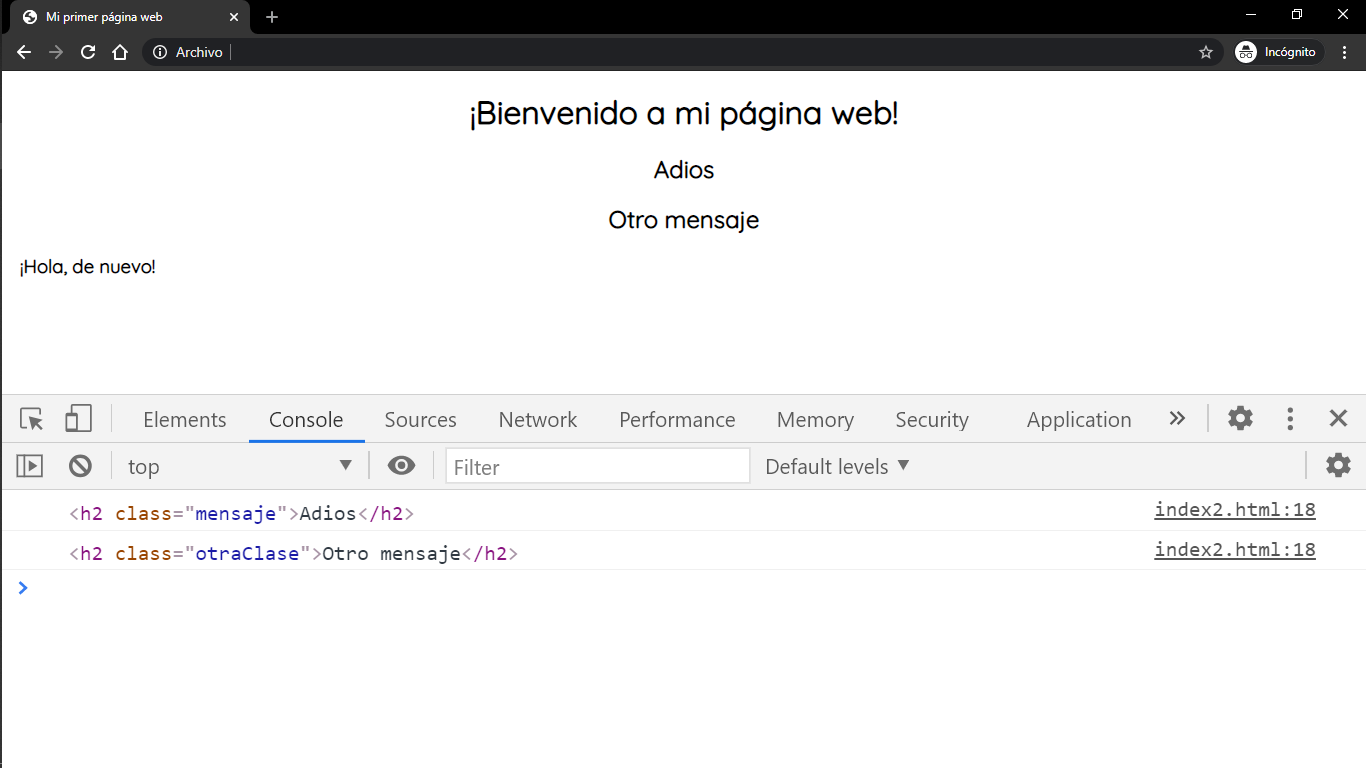 Mi primer página web
Archivo
Incógnito
¡Bienvenido a mi página web!
Adios
Otro mensaje
¡Hola, de nuevo!
Elements Console Sources Network Performance Memory Security Application »
top Filter Default levels
<h2 class="mensaje">Adios</h2> index2.html:18
<h2 class="otraClase">Otro mensaje</h2> index2.html:18